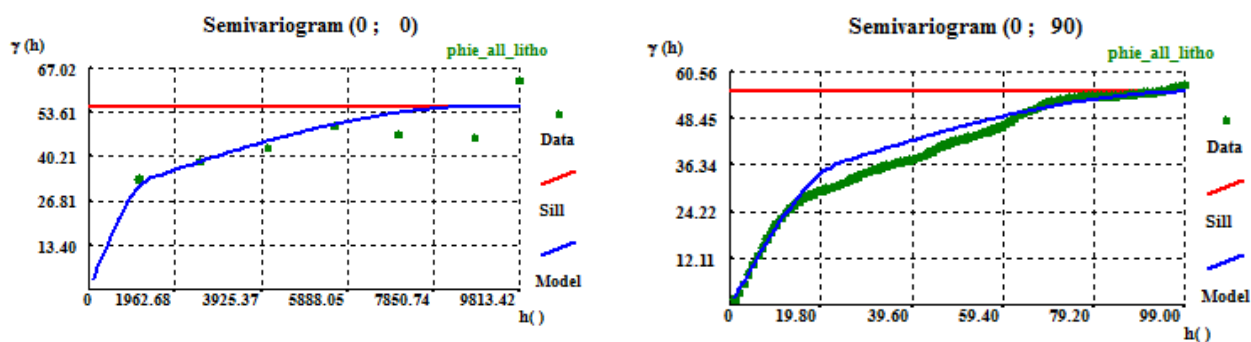 Semivariogram (0 ; 0)
γ (h)
phie_all_litho
67.02
53.61
40.21
26.81
13.40
0
1962.68
3925.37
5888.05
7850.74
9813.42
h( )
Data
Sill
Model
Semivariogram (0 ; 90)
γ (h)
phie_all_litho
60.56
48.45
36.34
24.22
12.11
0
19.80
39.60
59.40
79.20
99.00
h( )
Data
Sill
Model